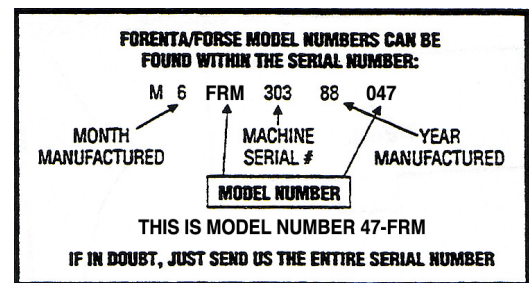 FORENTA/FORSE MODEL NUMBERS CAN BE
FOUND WITHIN THE SERIAL NUMBER:
M 6 FRM 303 88 047
MONTH
MANUFACTURED
MACHINE
SERIAL #
YEAR
MANUFACTURED
MODEL NUMBER
THIS IS MODEL NUMBER 47-FRM
IF IN DOUBT, JUST SEND US THE ENTIRE SERIAL NUMBER